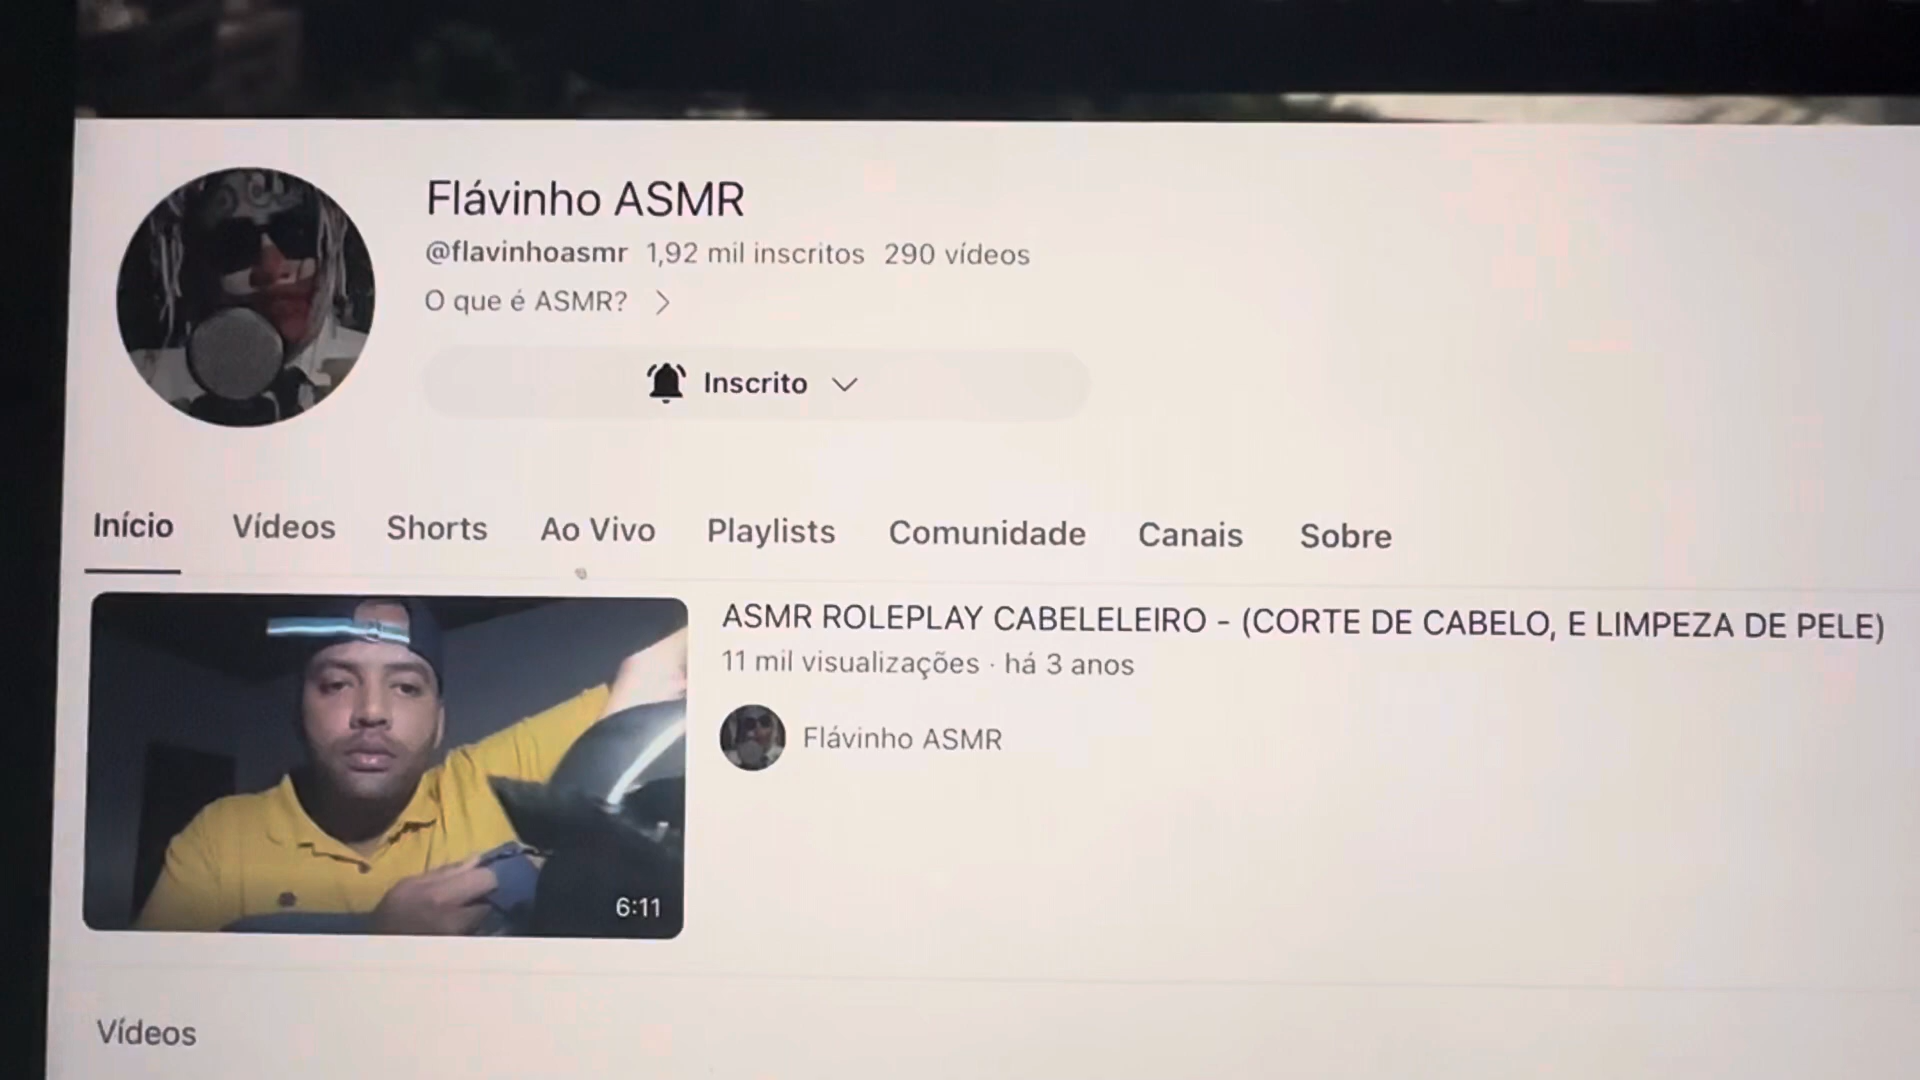 Flávinho ASMR
@flavinhoasmr 1,92 mil inscritos 290 vídeos
O que é ASMR?
Inscrito
Início Vídeos Shorts Ao Vivo Playlists Comunidade Canais Sobre
6:11
ASMR ROLEPLAY CABELELEIRO - (CORTE DE CABELO, E LIMPEZA DE PELE)
11 mil visualizações · há 3 anos
Flávinho ASMR
Vídeos